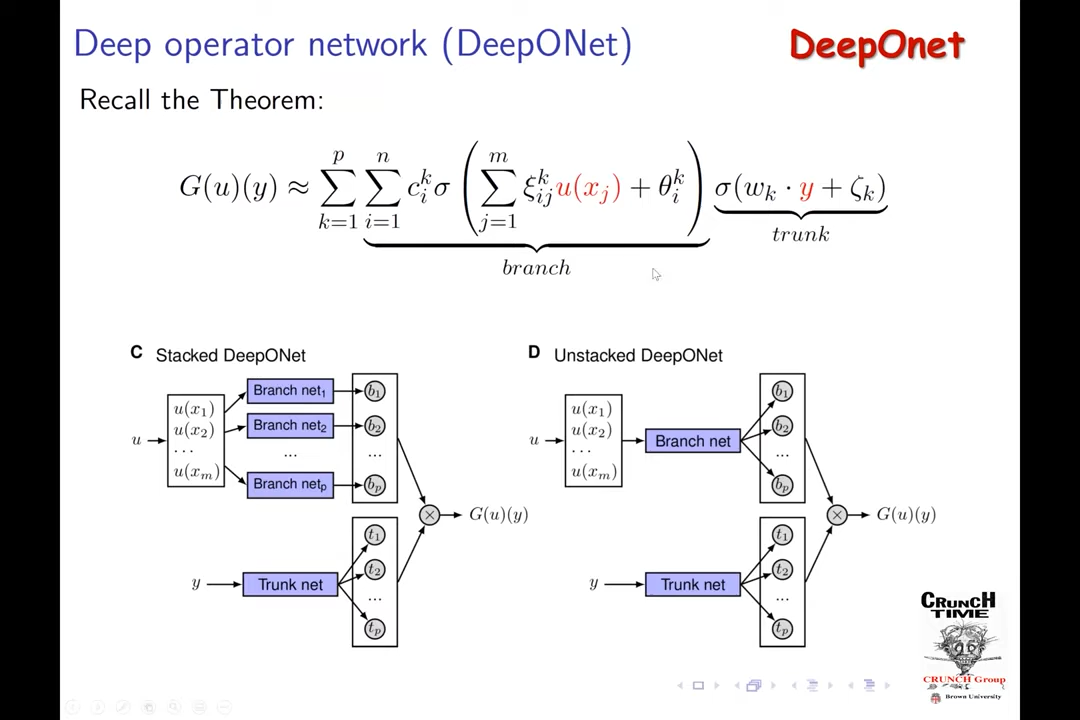 Deep operator network (DeepONet)
DeepOnet
Recall the Theorem:
G(u)(y) ≈ \sum_{k=1}^{p} \sum_{i=1}^{n} c_i^k σ ( \sum_{j=1}^{m} ξ_{ij}^k u(x_j) + θ_i^k ) σ(w_k · y + ζ_k)
branch
trunk
C Stacked DeepONet
u
u(x₁)
u(x₂)
...
u(xₘ)
Branch net₁
Branch net₂
...
Branch netₚ
b₁
b₂
...
bₚ
y
Trunk net
t₁
t₂
...
tₚ
×
G(u)(y)
D Unstacked DeepONet
u
u(x₁)
u(x₂)
...
u(xₘ)
Branch net
b₁
b₂
...
bₚ
y
Trunk net
t₁
t₂
...
tₚ
×
G(u)(y)
CRUNCH
TIME
CRUNCH Group
Brown University